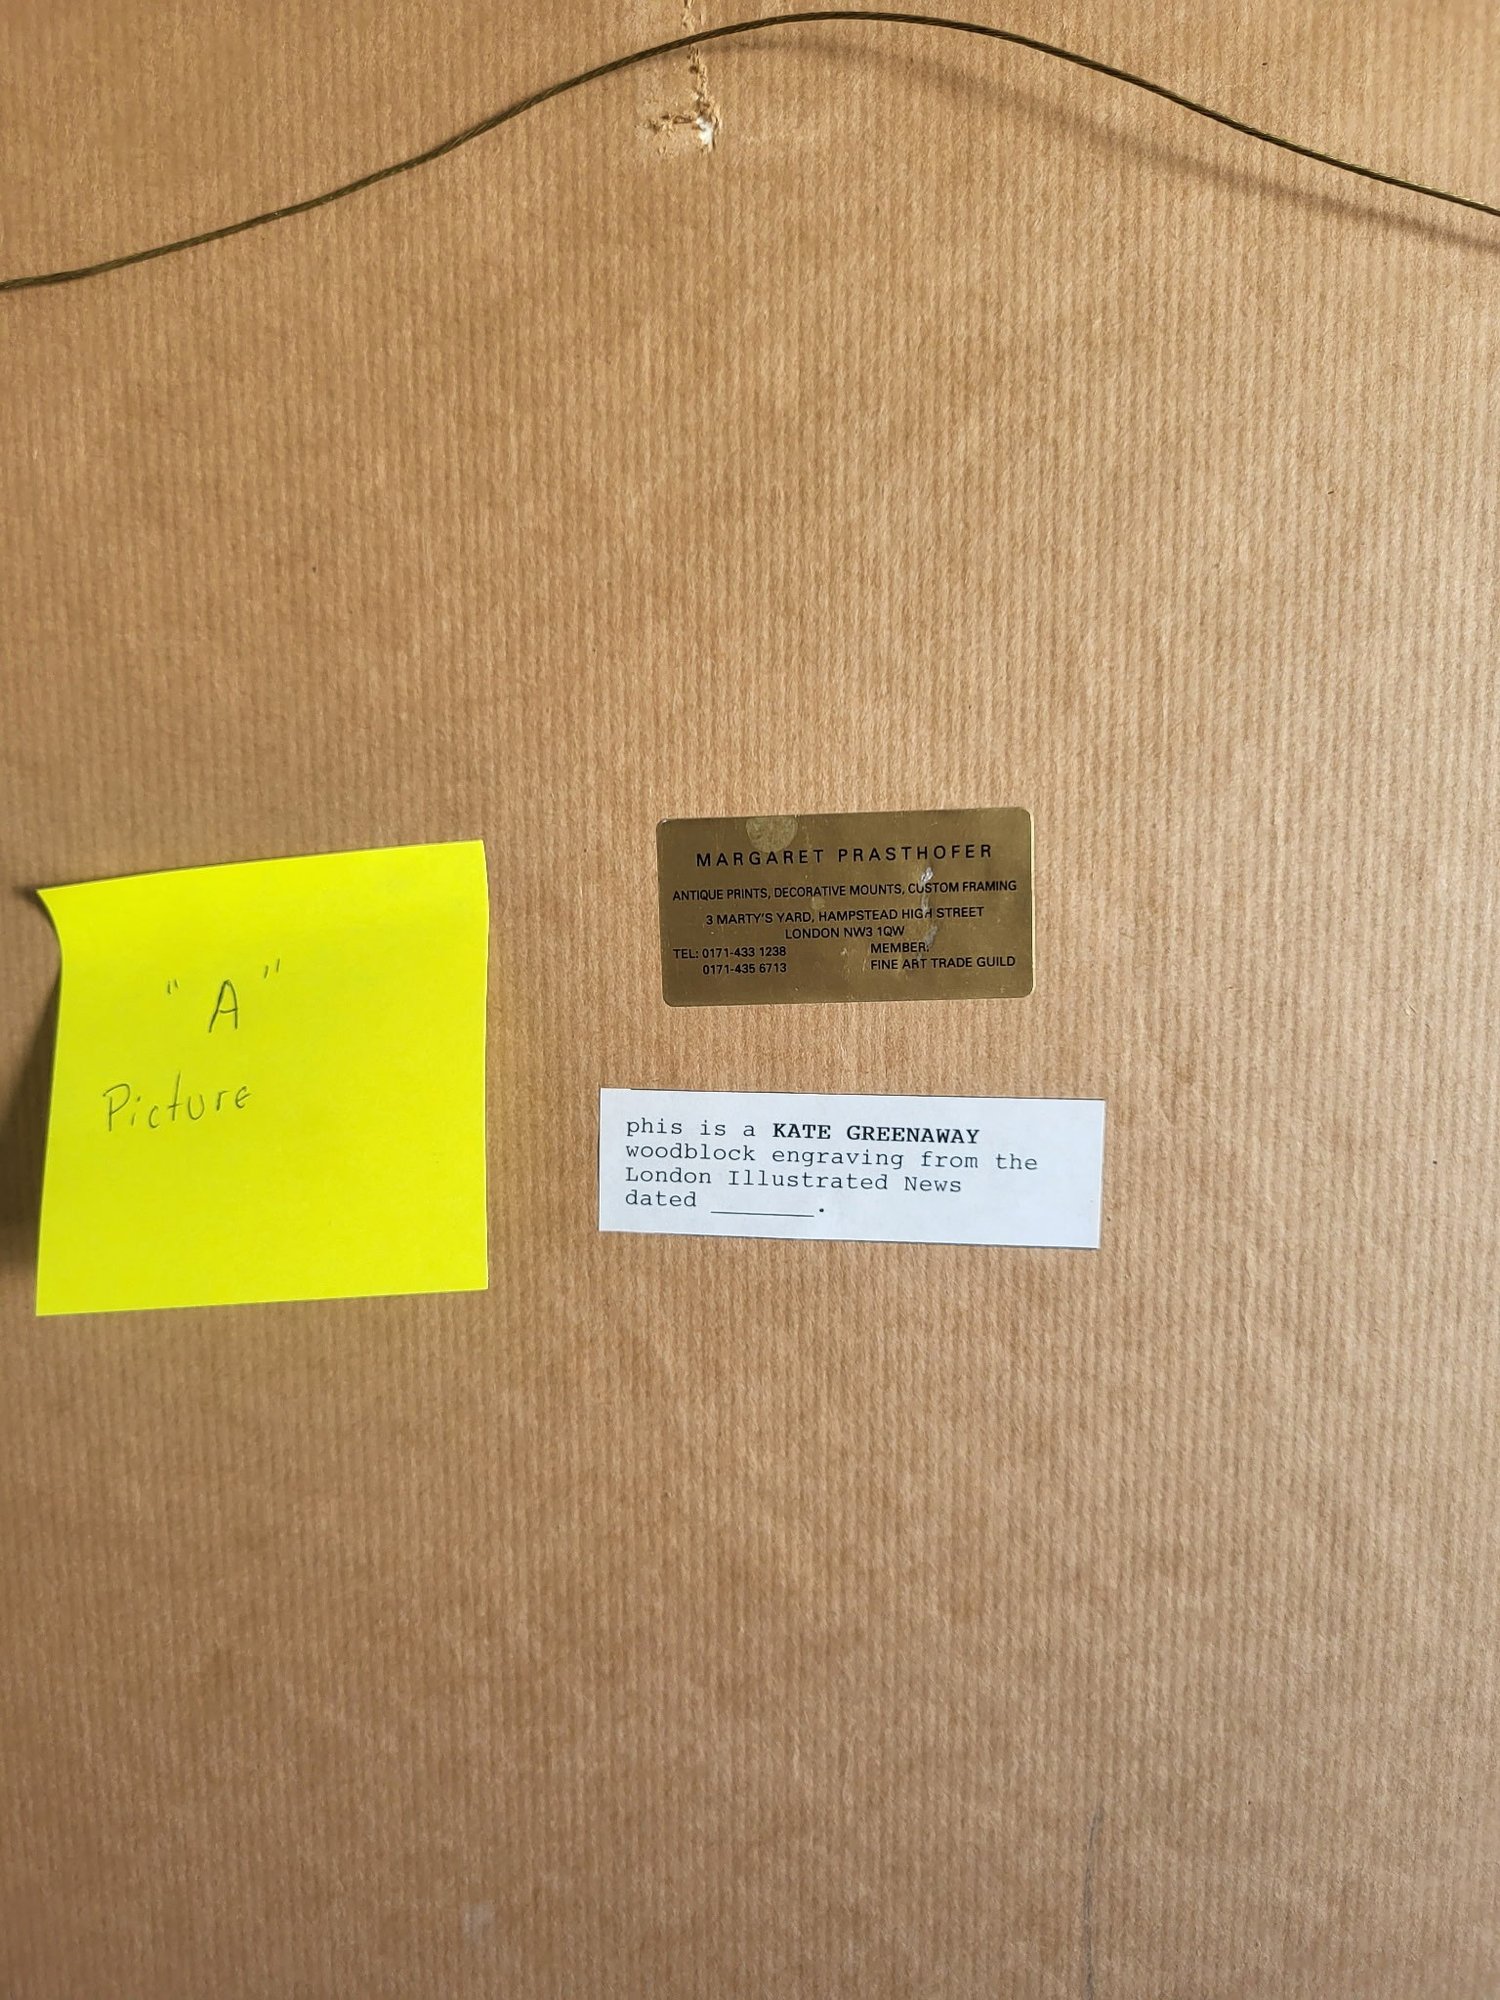 "A"
Picture
MARGARET PRASTHOFER
ANTIQUE PRINTS, DECORATIVE MOUNTS, CUSTOM FRAMING
3 MARTY'S YARD, HAMPSTEAD HIGH STREET
LONDON NW3 1QW
TEL: 0171-433 1238 MEMBER:
0171-435 6713 FINE ART TRADE GUILD
phis is a KATE GREENAWAY
woodblock engraving from the
London Illustrated News
dated _______.